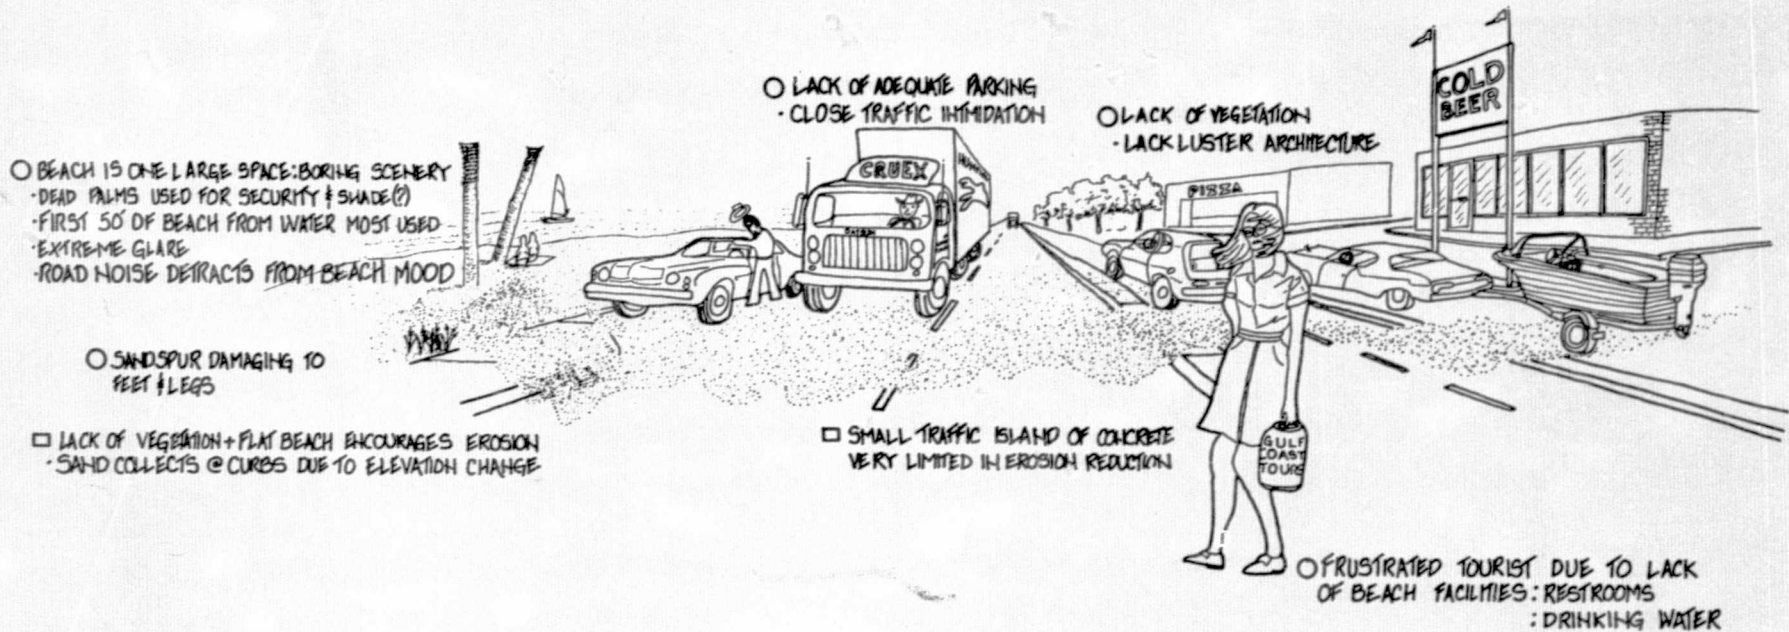 ○ LACK OF ADEQUATE PARKING
· CLOSE TRAFFIC INTIMIDATION
○ LACK OF VEGETATION
· LACK LUSTER ARCHITECTURE
COLD
BEER
○ BEACH IS ONE LARGE SPACE: BORING SCENERY
· DEAD PALMS USED FOR SECURITY & SHADE(?)
· FIRST 50' OF BEACH FROM WATER MOST USED
· EXTREME GLARE
· ROAD NOISE DETRACTS FROM BEACH MOOD
CRUEX
PIZZA
○ SANDSPUR DAMAGING TO
FEET & LEGS
□ LACK OF VEGETATION + FLAT BEACH ENCOURAGES EROSION
· SAND COLLECTS @ CURBS DUE TO ELEVATION CHANGE
□ SMALL TRAFFIC ISLAND OF CONCRETE
VERY LIMITED IN EROSION REDUCTION
GULF
COAST
TOURS
○ FRUSTRATED TOURIST DUE TO LACK
OF BEACH FACILITIES: RESTROOMS
: DRINKING WATER